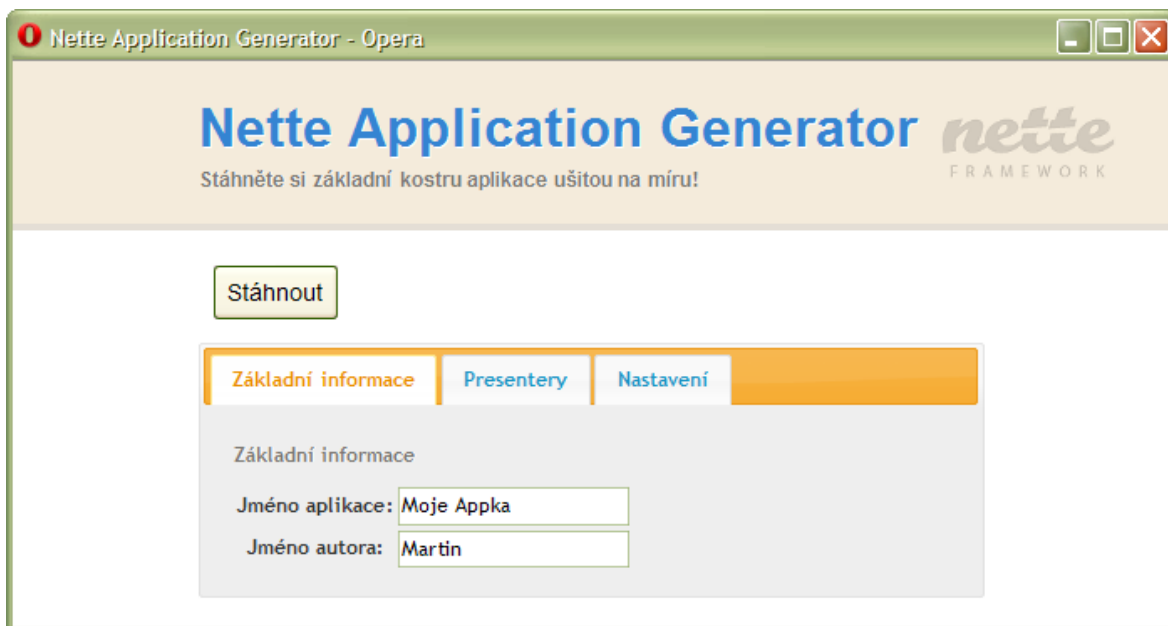 Nette Application Generator - Opera
Nette Application Generator
nette
FRAMEWORK
Stáhněte si základní kostru aplikace ušitou na míru!
Stáhnout
Základní informace Presentery Nastavení
Základní informace
Jméno aplikace: Moje Appka
Jméno autora: Martin